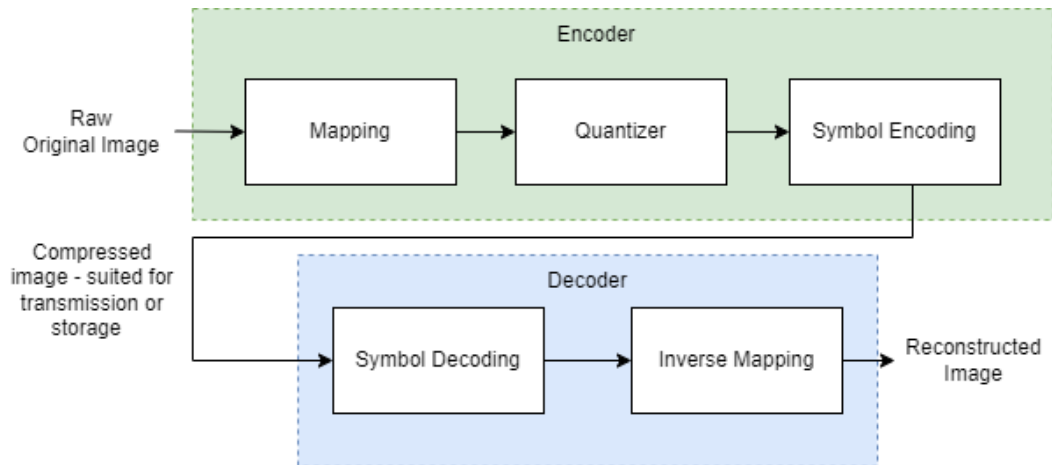 Encoder
Raw
Original Image
Mapping
Quantizer
Symbol Encoding
Compressed
image - suited for
transmission or
storage
Decoder
Symbol Decoding
Inverse Mapping
Reconstructed
Image